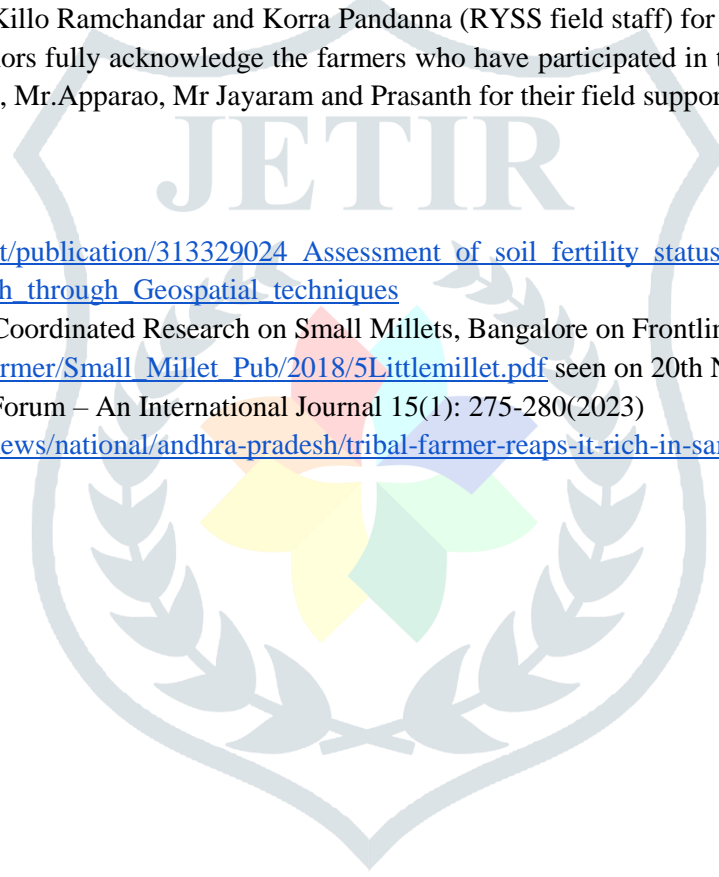 Killo Ramchandar and Korra Pandanna (RYSS field staff) for
ors fully acknowledge the farmers who have participated in t
, Mr.Apparao, Mr Jayaram and Prasanth for their field suppor
JETIR
t/publication/313329024_Assessment_of_soil_fertility_status
h_through_Geospatial_techniques
Coordinated Research on Small Millets, Bangalore on Frontlin
rmer/Small_Millet_Pub/2018/5Littlemillet.pdf seen on 20th N
Forum – An International Journal 15(1): 275-280(2023)
ews/national/andhra-pradesh/tribal-farmer-reaps-it-rich-in-sa